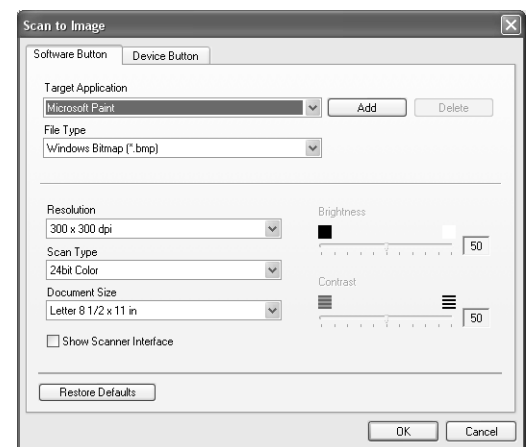 Scan to Image
Software Button Device Button
Target Application
Microsoft Paint Add Delete
File Type
Windows Bitmap (*.bmp)
Resolution
300 x 300 dpi
Scan Type
24bit Color
Document Size
Letter 8 1/2 x 11 in
Show Scanner Interface
Brightness
50
Contrast
50
Restore Defaults
OK Cancel